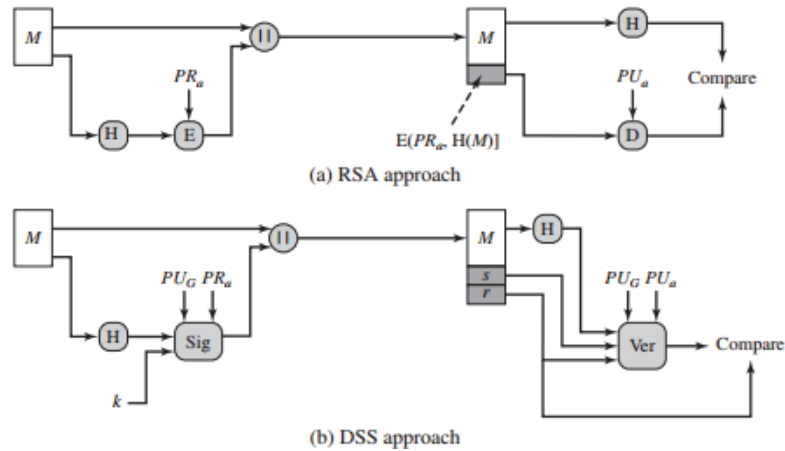 M
||
M
H
PRa
PUa
Compare
H
E
D
E(PRa, H(M)]
(a) RSA approach
M
||
M
H
s
PUG PRa
PUG PUa
r
H
Sig
Ver
Compare
k
(b) DSS approach